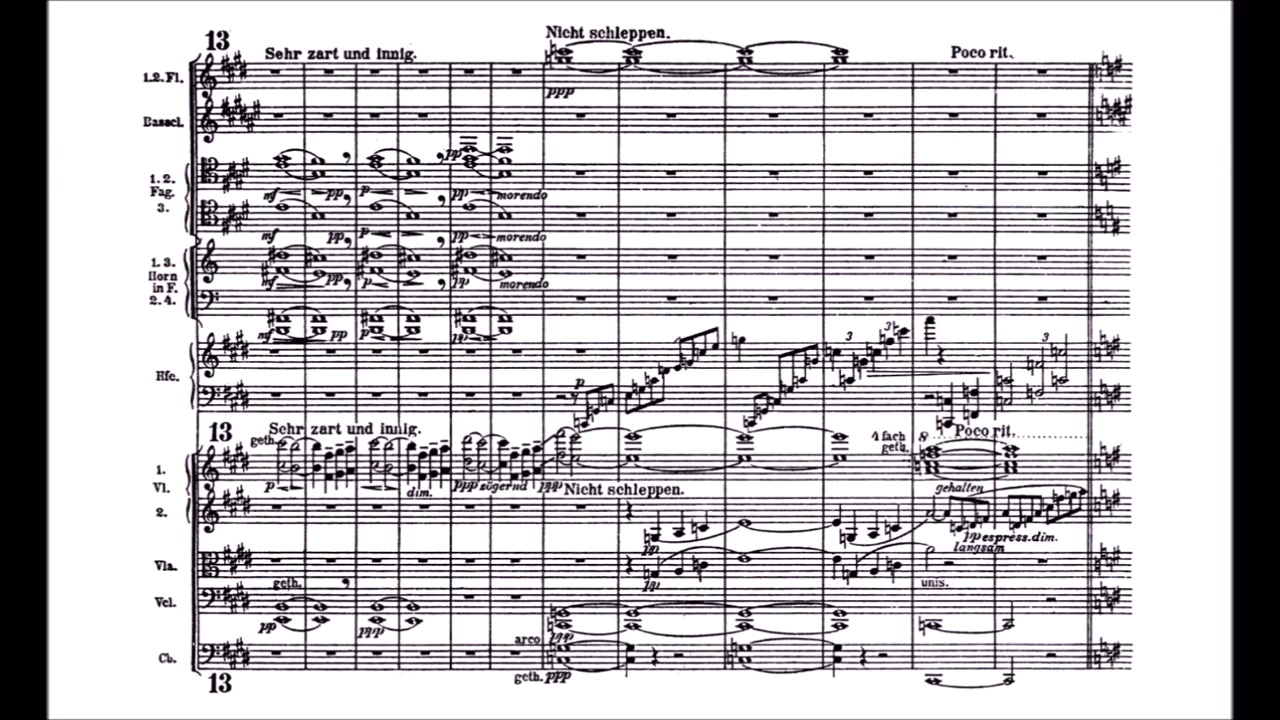 13
Nicht schleppen.
Sehr zart und innig.
Poco rit.
1.2. Fl.
ppp
Basscl.
pp
1. 2.
Fag.
3.
mf pp p pp morendo
mf pp p pp morendo
1. 3.
Horn
in F.
2. 4.
mf pp p pp morendo
mf pp p pp
3 3 3
p
Hfe.
13
Sehr zart und innig.
geth.
4 fach
geth.
8
Poco rit.
1.
Vl.
2.
p dim. ppp zögernd ppp
Nicht schleppen.
gehalten
pp
pp espress. dim.
langsam
Vla.
pp
geth.
unis.
Vcl.
pp ppp ppp
arco
Cb.
geth. ppp
13